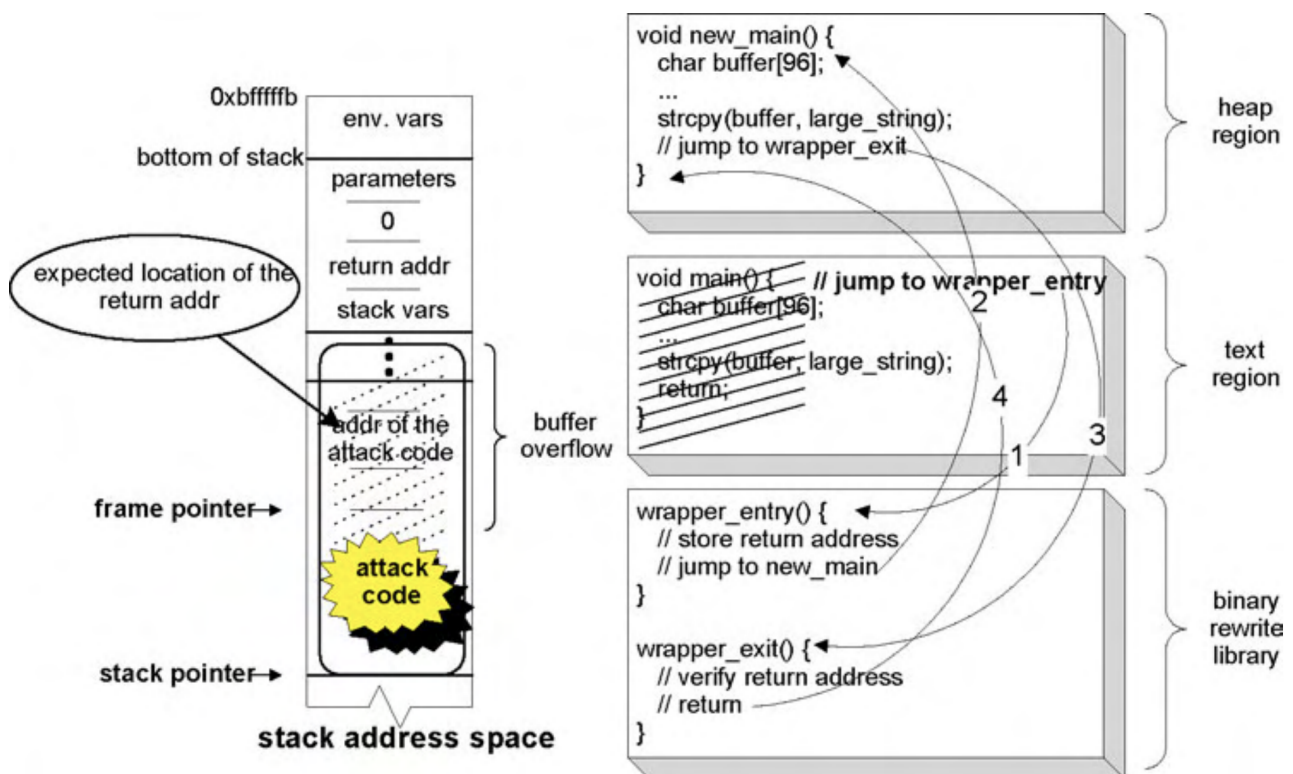 0xbfffffb
env. vars
bottom of stack
parameters
0
expected location of the
return addr
return addr
stack vars
addr of the
attack code
buffer
overflow
frame pointer
attack
code
stack pointer
stack address space
void new_main() {
char buffer[96];
...
strcpy(buffer, large_string);
// jump to wrapper_exit
}
heap
region
void main() { // jump to wrapper_entry
char buffer[96];
...
strcpy(buffer, large_string);
return;
}
2
4
1
3
text
region
wrapper_entry() {
// store return address
// jump to new_main
}
wrapper_exit() {
// verify return address
// return
}
binary
rewrite
library